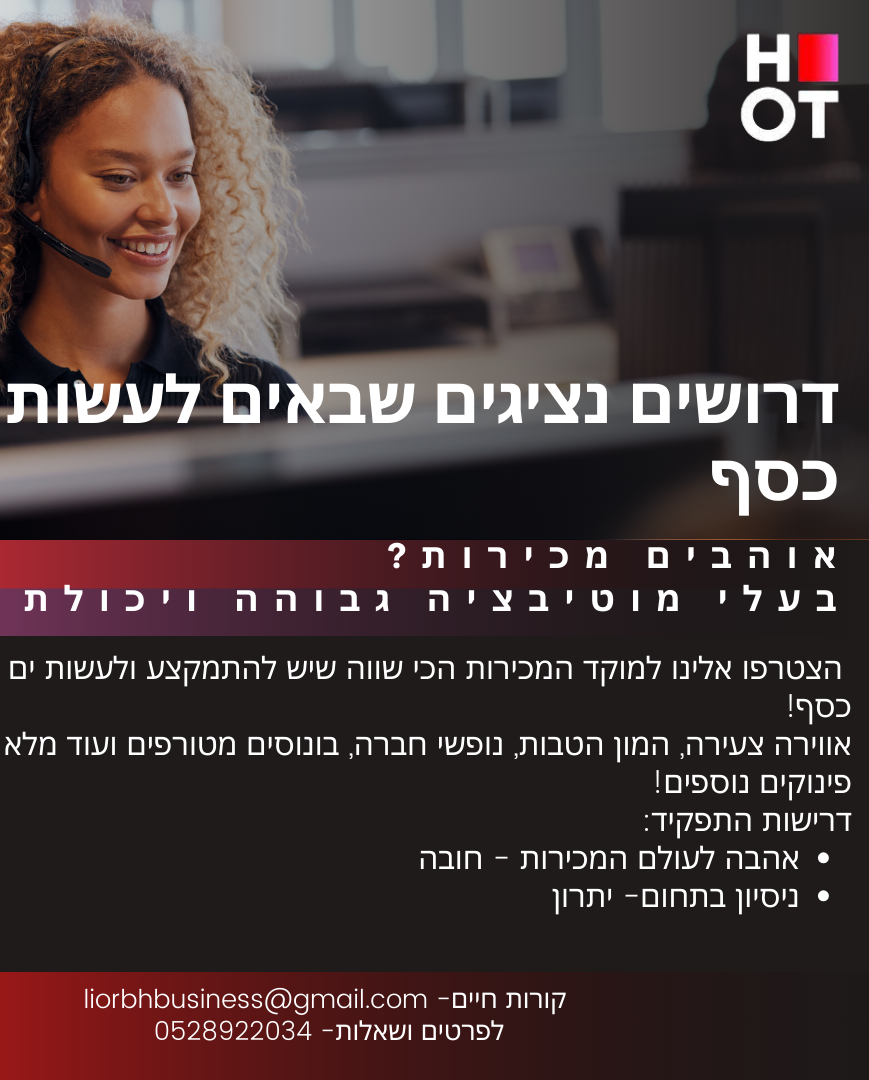 H
OT
דרושים נציגים שבאים לעשות
כסף
אוהבים מכירות?
בעלי מוטיבציה גבוהה ויכולת
הצטרפו אלינו למוקד המכירות הכי שווה שיש להתמקצע ולעשות ים
כסף!
אווירה צעירה, המון הטבות, נופשי חברה, בונוסים מטורפים ועוד מלא
פינוקים נוספים!
דרישות התפקיד:
• אהבה לעולם המכירות - חובה
• ניסיון בתחום- יתרון
קורות חיים- liorbhbusiness@gmail.com
לפרטים ושאלות- 0528922034